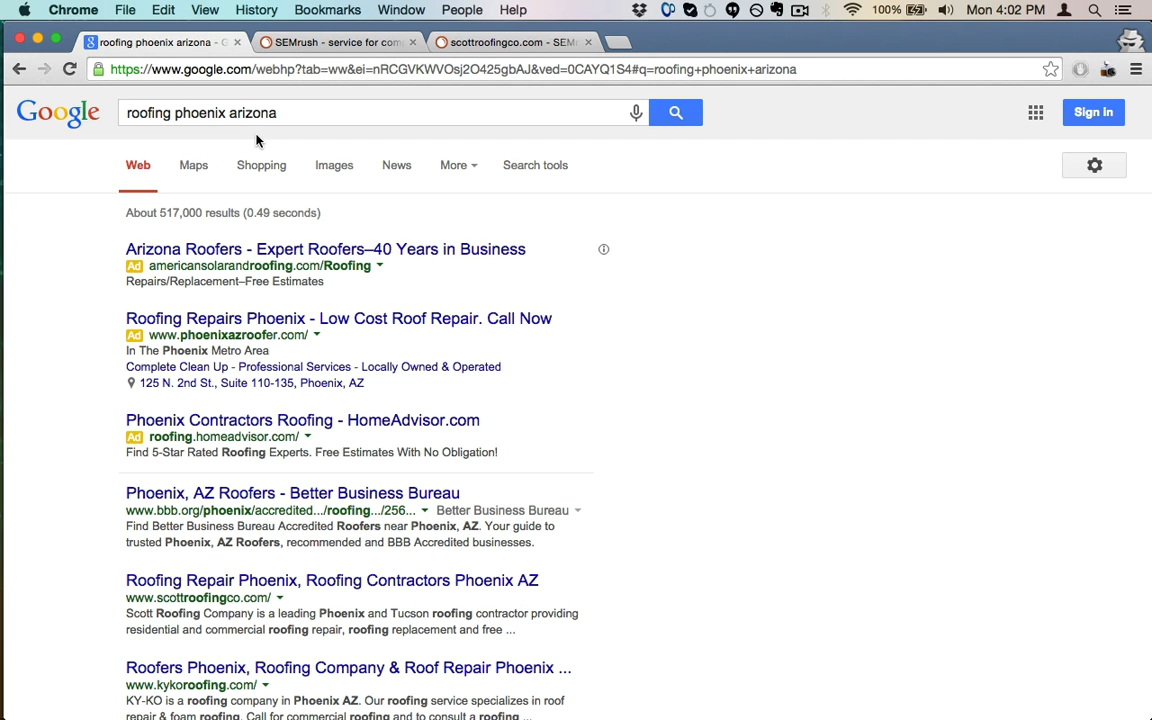 Chrome File Edit View History Bookmarks Window People Help 100% Mon 4:02 PM
roofing phoenix arizona - G SEMrush - service for com scottroofingco.com - SEM
https://www.google.com/webhp?tab=ww&ei=nRCGVKWVOsj2O425gbAJ&ved=0CAYQ1S4#q=roofing+phoenix+arizona
Google roofing phoenix arizona Sign in
Web Maps Shopping Images News More Search tools
About 517,000 results (0.49 seconds)
Arizona Roofers - Expert Roofers–40 Years in Business
Ad americansolarandroofing.com/Roofing
Repairs/Replacement–Free Estimates
Roofing Repairs Phoenix - Low Cost Roof Repair. Call Now
Ad www.phoenixazroofer.com/
In The Phoenix Metro Area
Complete Clean Up - Professional Services - Locally Owned & Operated
125 N. 2nd St., Suite 110-135, Phoenix, AZ
Phoenix Contractors Roofing - HomeAdvisor.com
Ad roofing.homeadvisor.com/
Find 5-Star Rated Roofing Experts. Free Estimates With No Obligation!
Phoenix, AZ Roofers - Better Business Bureau
www.bbb.org/phoenix/accredited.../roofing.../256... Better Business Bureau
Find Better Business Bureau Accredited Roofers near Phoenix, AZ. Your guide to
trusted Phoenix, AZ Roofers, recommended and BBB Accredited businesses.
Roofing Repair Phoenix, Roofing Contractors Phoenix AZ
www.scottroofingco.com/
Scott Roofing Company is a leading Phoenix and Tucson roofing contractor providing
residential and commercial roofing repair, roofing replacement and free ...
Roofers Phoenix, Roofing Company & Roof Repair Phoenix ...
www.kykoroofing.com/
KY-KO is a roofing company in Phoenix AZ. Our roofing service specializes in roof
repair & foam roofing. Call for commercial roofing and to consult a roofing ...